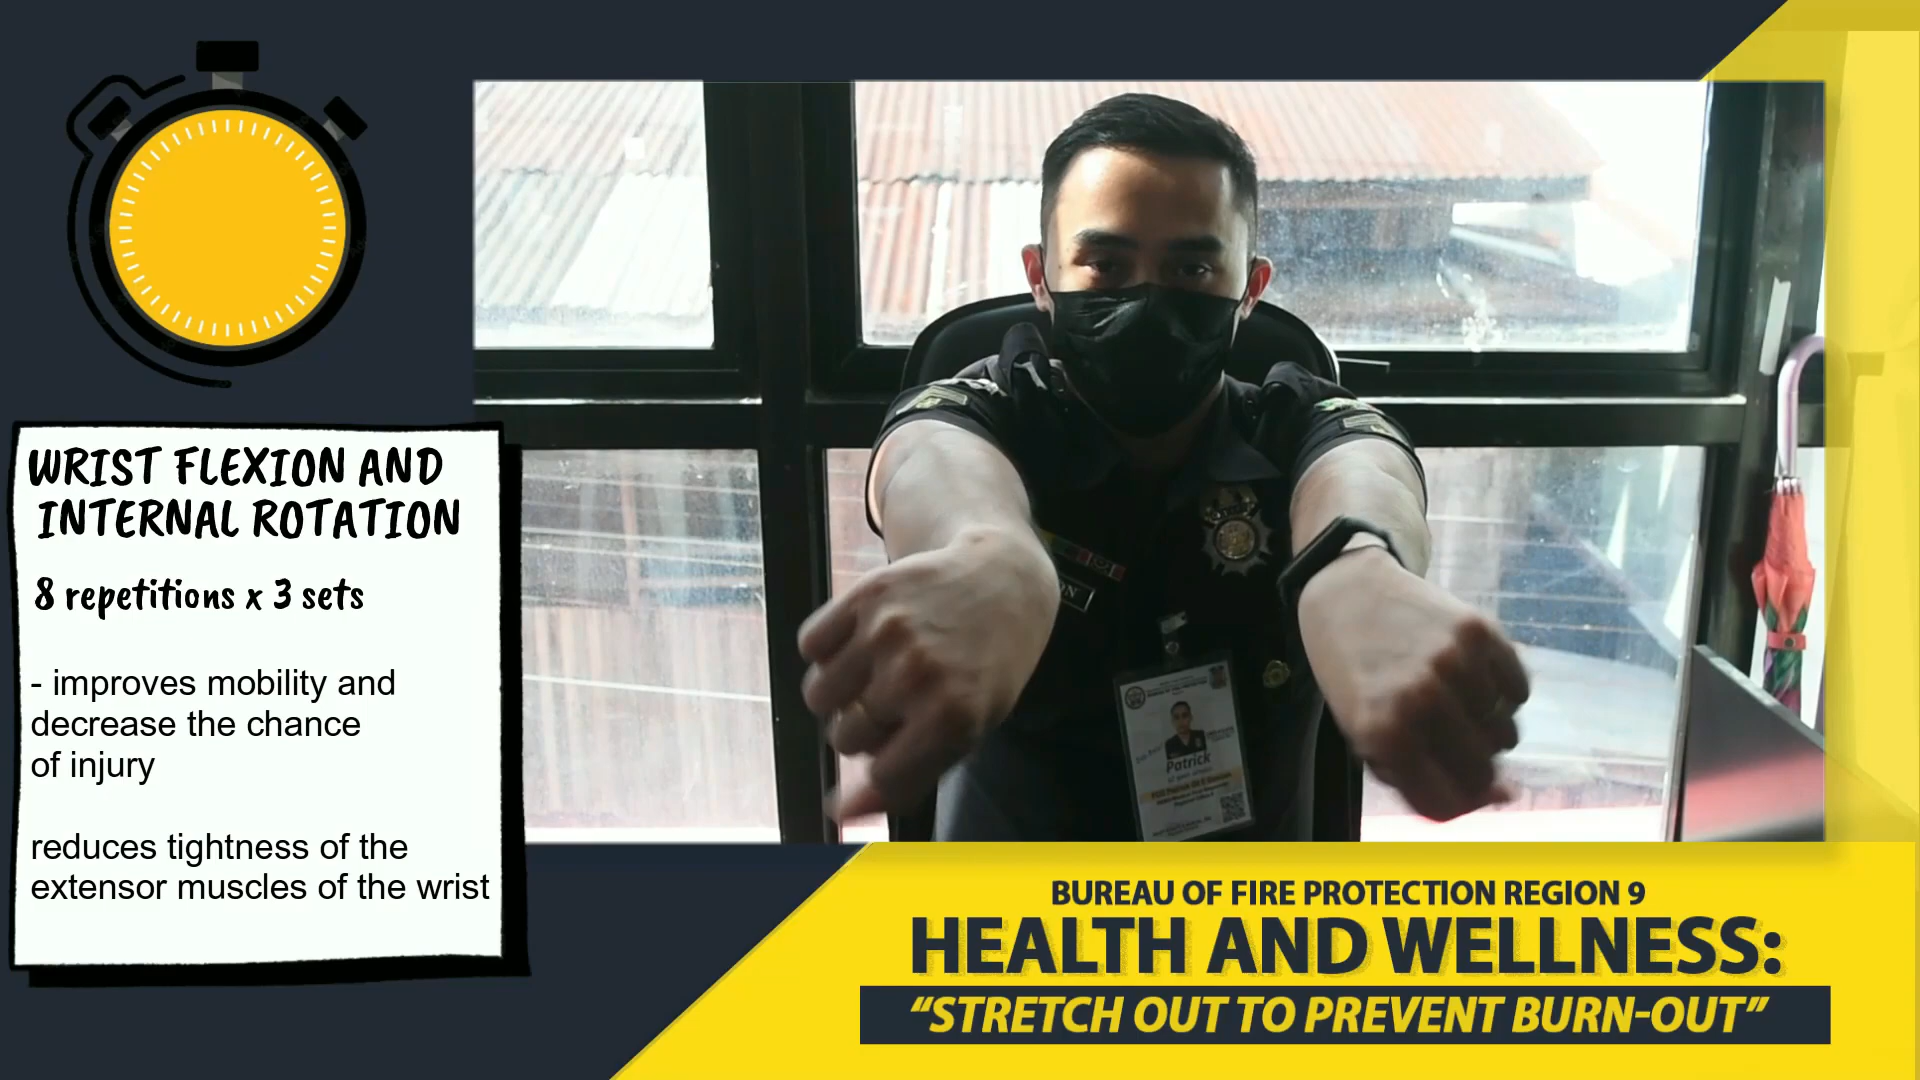 WRIST FLEXION AND
INTERNAL ROTATION
8 repetitions x 3 sets
- improves mobility and
decrease the chance
of injury
reduces tightness of the
extensor muscles of the wrist
Patrick
BUREAU OF FIRE PROTECTION REGION 9
HEALTH AND WELLNESS:
“STRETCH OUT TO PREVENT BURN-OUT”